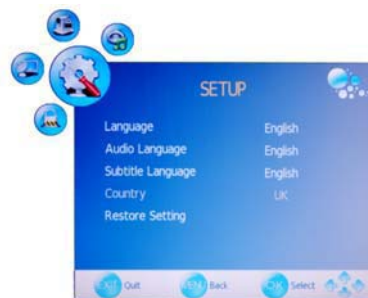 SETUP
Language English
Audio Language English
Subtitle Language English
Country UK
Restore Setting
EXIT Quit MENU Back OK Select